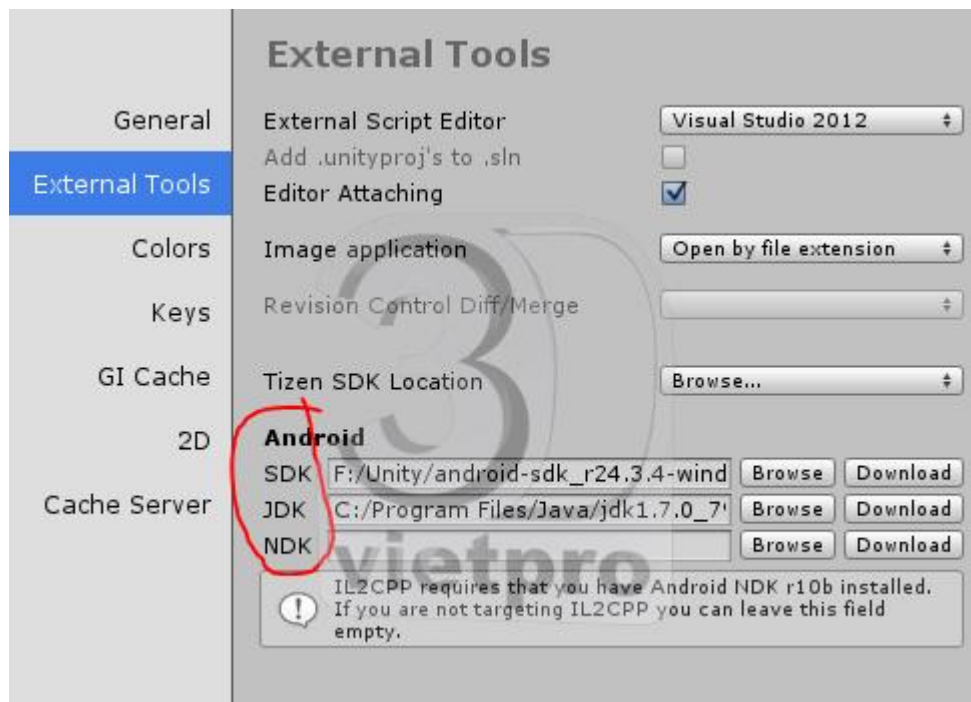 External Tools
General
External Tools
Colors
Keys
GI Cache
2D
Cache Server
External Script Editor Visual Studio 2012
Add .unityproj's to .sln
Editor Attaching
Image application Open by file extension
Revision Control Diff/Merge
Tizen SDK Location Browse...
Android
SDK F:/Unity/android-sdk_r24.3.4-wind Browse Download
JDK C:/Program Files/Java/jdk1.7.0_7 Browse Download
NDK Browse Download
IL2CPP requires that you have Android NDK r10b installed.
If you are not targeting IL2CPP you can leave this field
empty.
3D
vietpro